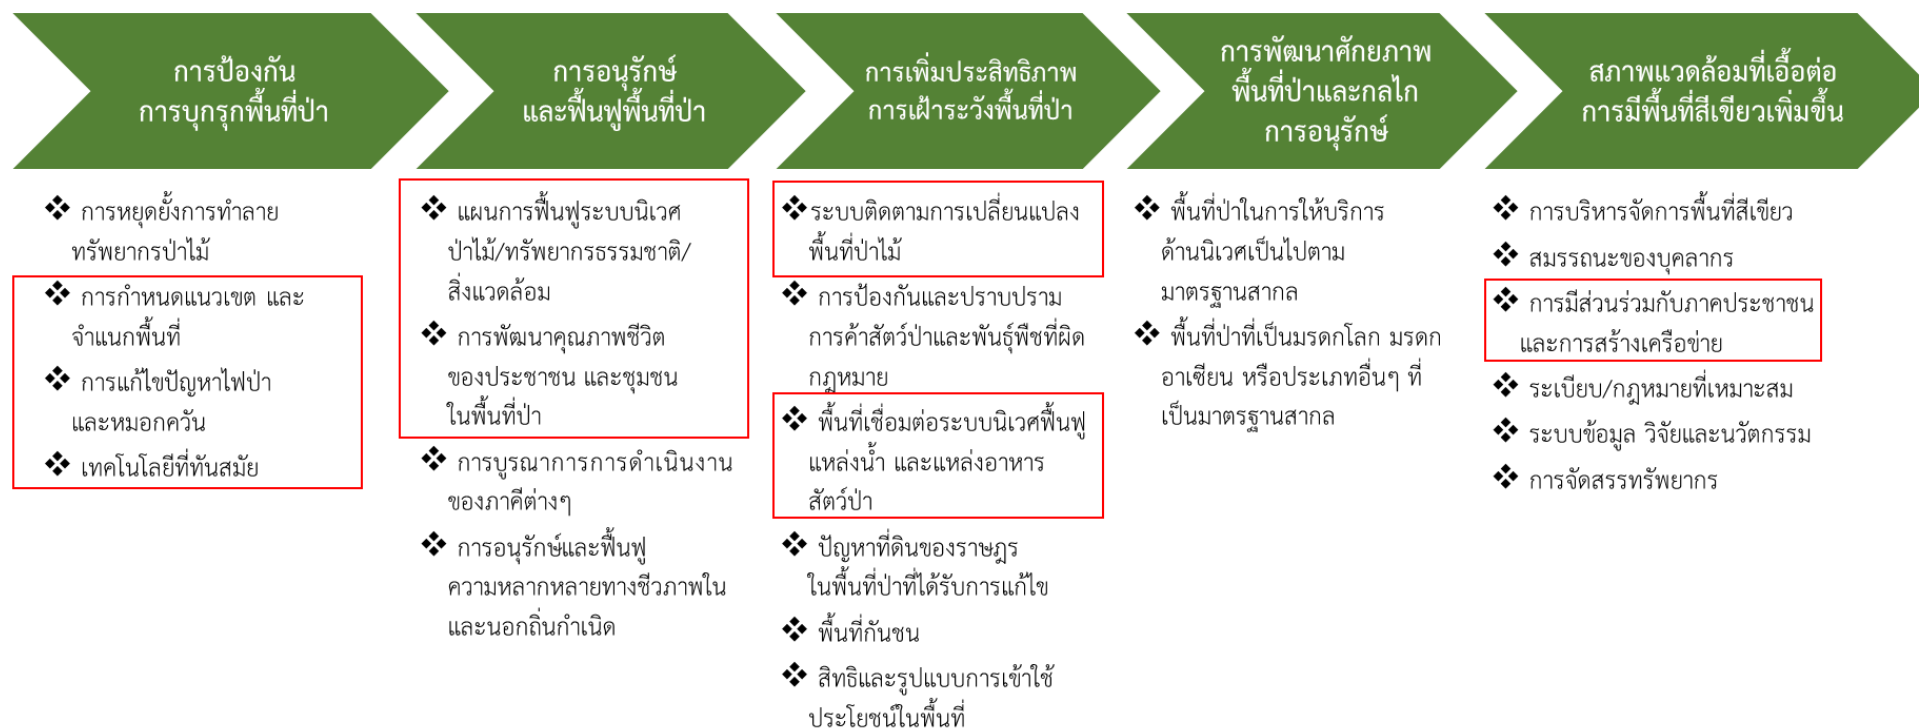 การป้องกัน
การบุกรุกพื้นที่ป่า
การอนุรักษ์
และฟื้นฟูพื้นที่ป่า
การเพิ่มประสิทธิภาพ
การเฝ้าระวังพื้นที่ป่า
การพัฒนาศักยภาพ
พื้นที่ป่าและกลไก
การอนุรักษ์
สภาพแวดล้อมที่เอื้อต่อ
การมีพื้นที่สีเขียวเพิ่มขึ้น
❖ การหยุดยั้งการทำลาย
ทรัพยากรป่าไม้
❖ การกำหนดแนวเขต และ
จำแนกพื้นที่
❖ การแก้ไขปัญหาไฟป่า
และหมอกควัน
❖ เทคโนโลยีที่ทันสมัย
❖ แผนการฟื้นฟูระบบนิเวศ
ป่าไม้/ทรัพยากรธรรมชาติ/
สิ่งแวดล้อม
❖ การพัฒนาคุณภาพชีวิต
ของประชาชน และชุมชน
ในพื้นที่ป่า
❖ การบูรณาการการดำเนินงาน
ของภาคีต่างๆ
❖ การอนุรักษ์และฟื้นฟู
ความหลากหลายทางชีวภาพใน
และนอกถิ่นกำเนิด
❖ ระบบติดตามการเปลี่ยนแปลง
พื้นที่ป่าไม้
❖ การป้องกันและปราบปราม
การค้าสัตว์ป่าและพันธุ์พืชที่ผิด
กฎหมาย
❖ พื้นที่เชื่อมต่อระบบนิเวศฟื้นฟู
แหล่งน้ำ และแหล่งอาหาร
สัตว์ป่า
❖ ปัญหาที่ดินของราษฎร
ในพื้นที่ป่าที่ได้รับการแก้ไข
❖ พื้นที่กันชน
❖ สิทธิและรูปแบบการเข้าใช้
ประโยชน์ในพื้นที่
❖ พื้นที่ป่าในการให้บริการ
ด้านนิเวศเป็นไปตาม
มาตรฐานสากล
❖ พื้นที่ป่าที่เป็นมรดกโลก มรดก
อาเซียน หรือประเภทอื่นๆ ที่
เป็นมาตรฐานสากล
❖ การบริหารจัดการพื้นที่สีเขียว
❖ สมรรถนะของบุคลากร
❖ การมีส่วนร่วมกับภาคประชาชน
และการสร้างเครือข่าย
❖ ระเบียบ/กฎหมายที่เหมาะสม
❖ ระบบข้อมูล วิจัยและนวัตกรรม
❖ การจัดสรรทรัพยากร